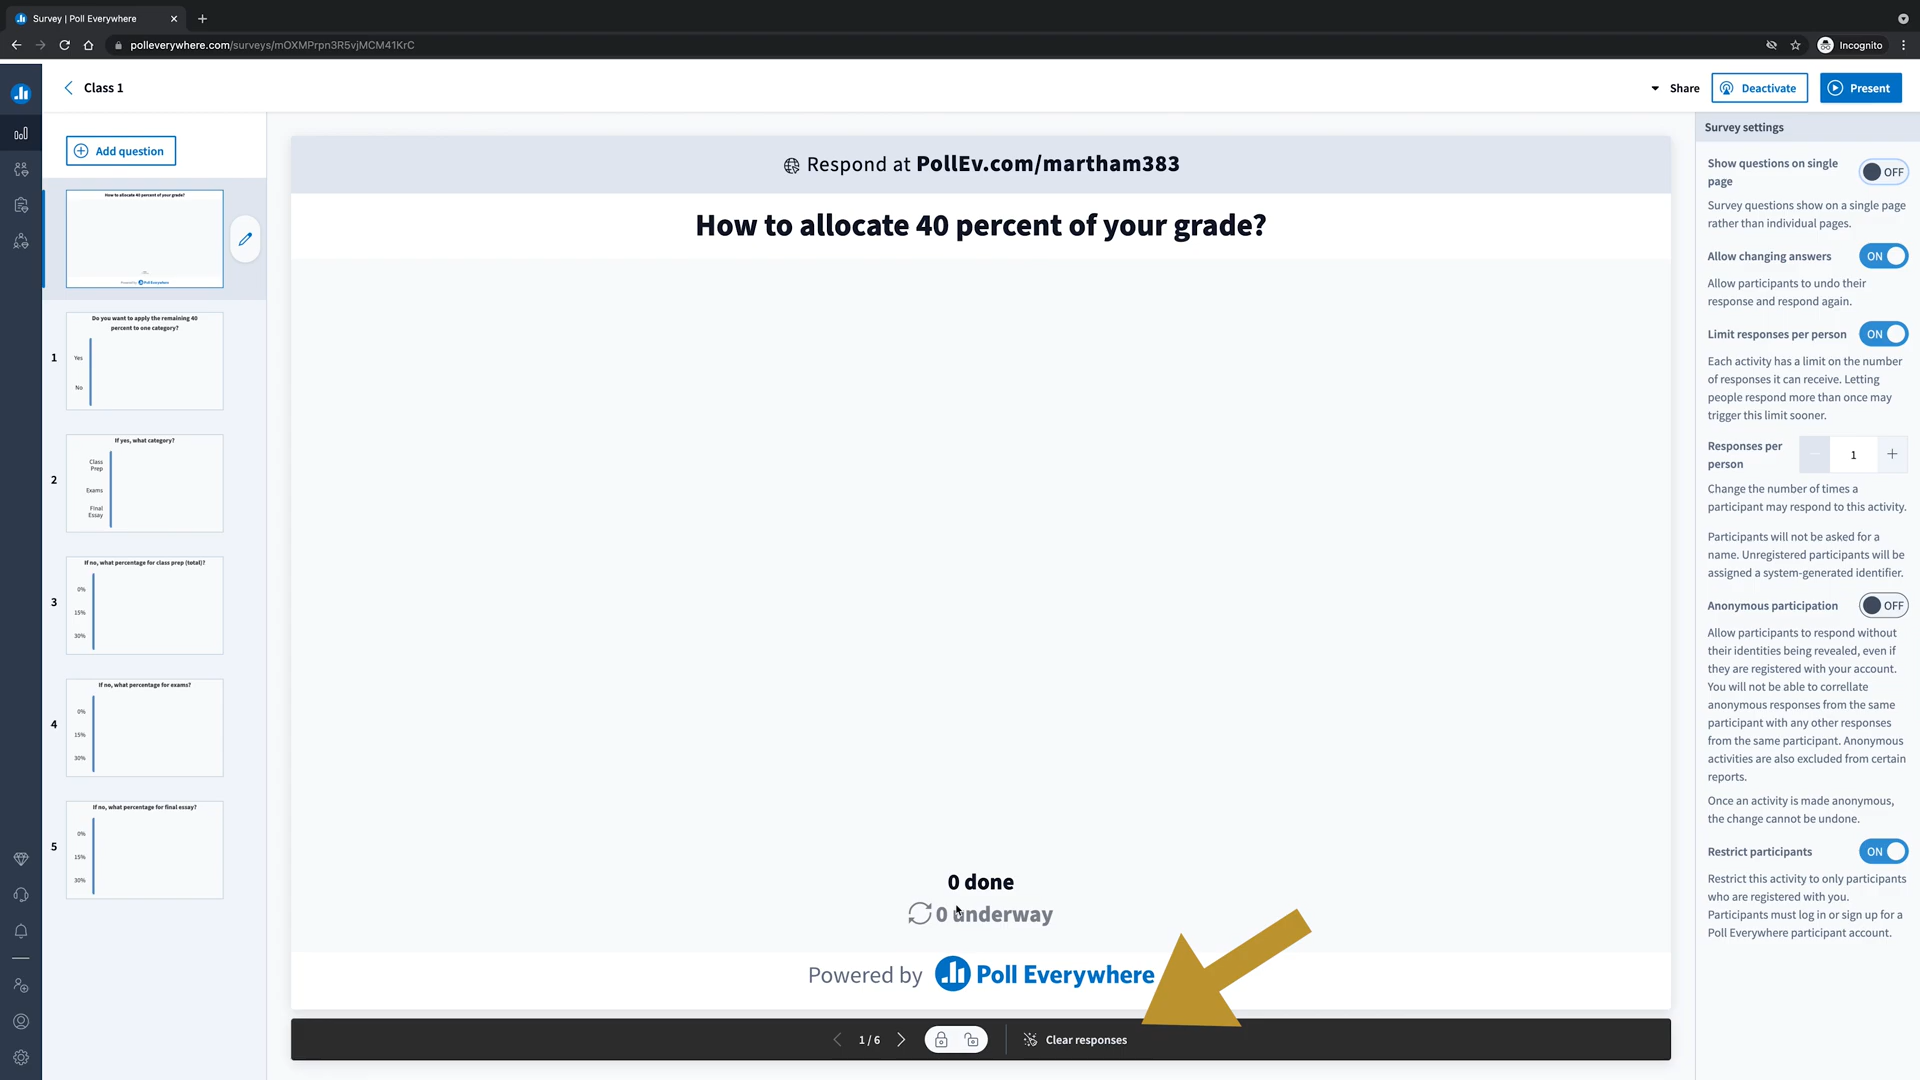 Survey | Poll Everywhere
polleverywhere.com/surveys/mOXMPrpn3R5vjMCM41KrC
Incognito
Class 1
Share
Deactivate
Present
Add question
How to allocate 40 percent of your grade?
Powered by Poll Everywhere
1
Do you want to apply the remaining 40
percent to one category?
Yes
No
2
If yes, what category?
Class
Prep
Exams
Final
Essay
3
If no, what percentage for class prep (total)?
0%
15%
30%
4
If no, what percentage for exams?
0%
15%
30%
5
If no, what percentage for final essay?
0%
15%
30%
Respond at PollEv.com/martham383
How to allocate 40 percent of your grade?
0 done
0 underway
Powered by Poll Everywhere
1 / 6
Clear responses
Survey settings
Show questions on single
page
OFF
Survey questions show on a single page
rather than individual pages.
Allow changing answers
ON
Allow participants to undo their
response and respond again.
Limit responses per person
ON
Each activity has a limit on the number
of responses it can receive. Letting
people respond more than once may
trigger this limit sooner.
Responses per
person
1
Change the number of times a
participant may respond to this activity.
Participants will not be asked for a
name. Unregistered participants will be
assigned a system-generated identifier.
Anonymous participation
OFF
Allow participants to respond without
their identities being revealed, even if
they are registered with your account.
You will not be able to correllate
anonymous responses from the same
participant with any other responses
from the same participant. Anonymous
activities are also excluded from certain
reports.
Once an activity is made anonymous,
the change cannot be undone.
Restrict participants
ON
Restrict this activity to only participants
who are registered with you.
Participants must log in or sign up for a
Poll Everywhere participant account.